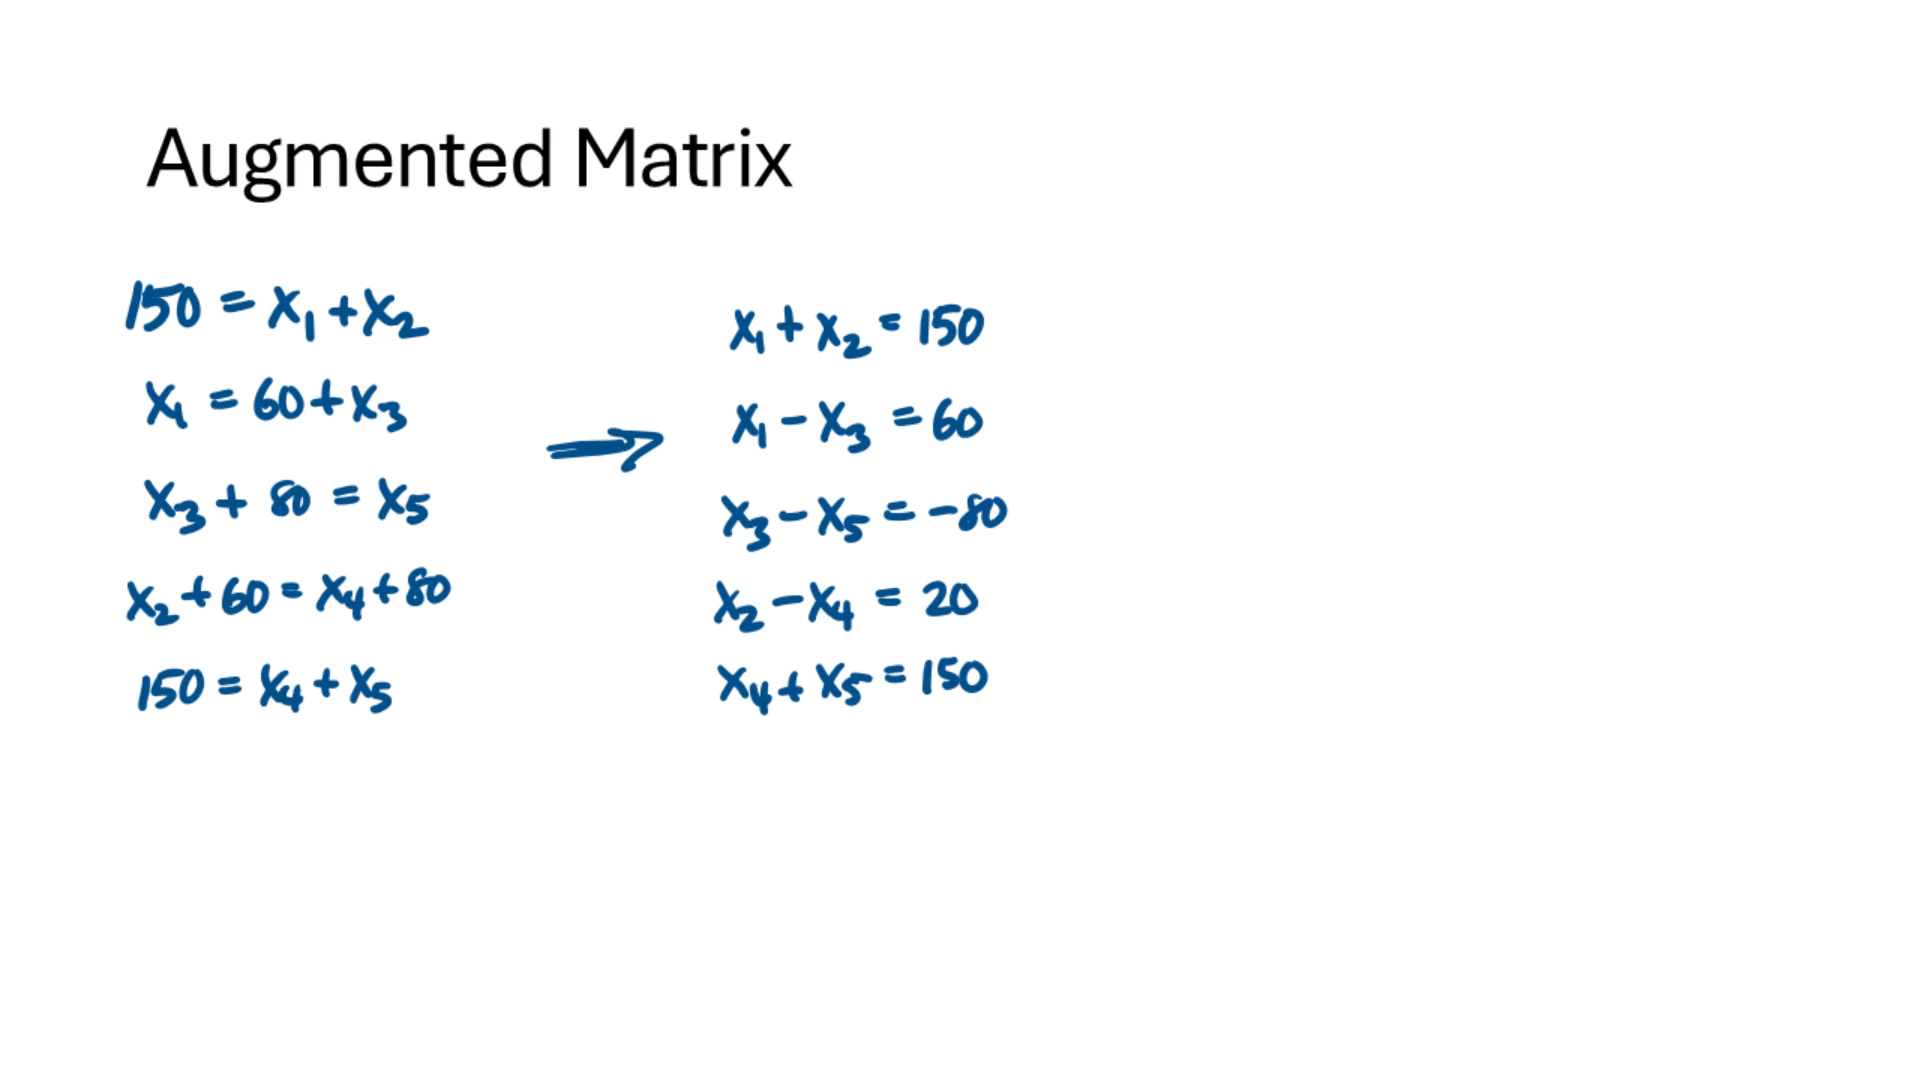 Augmented Matrix
150 = x₁ + x₂
x₁ = 60 + x₃
x₃ + 80 = x₅
x₂ + 60 = x₄ + 80
150 = x₄ + x₅
⇒
x₁ + x₂ = 150
x₁ − x₃ = 60
x₃ − x₅ = −80
x₂ − x₄ = 20
x₄ + x₅ = 150